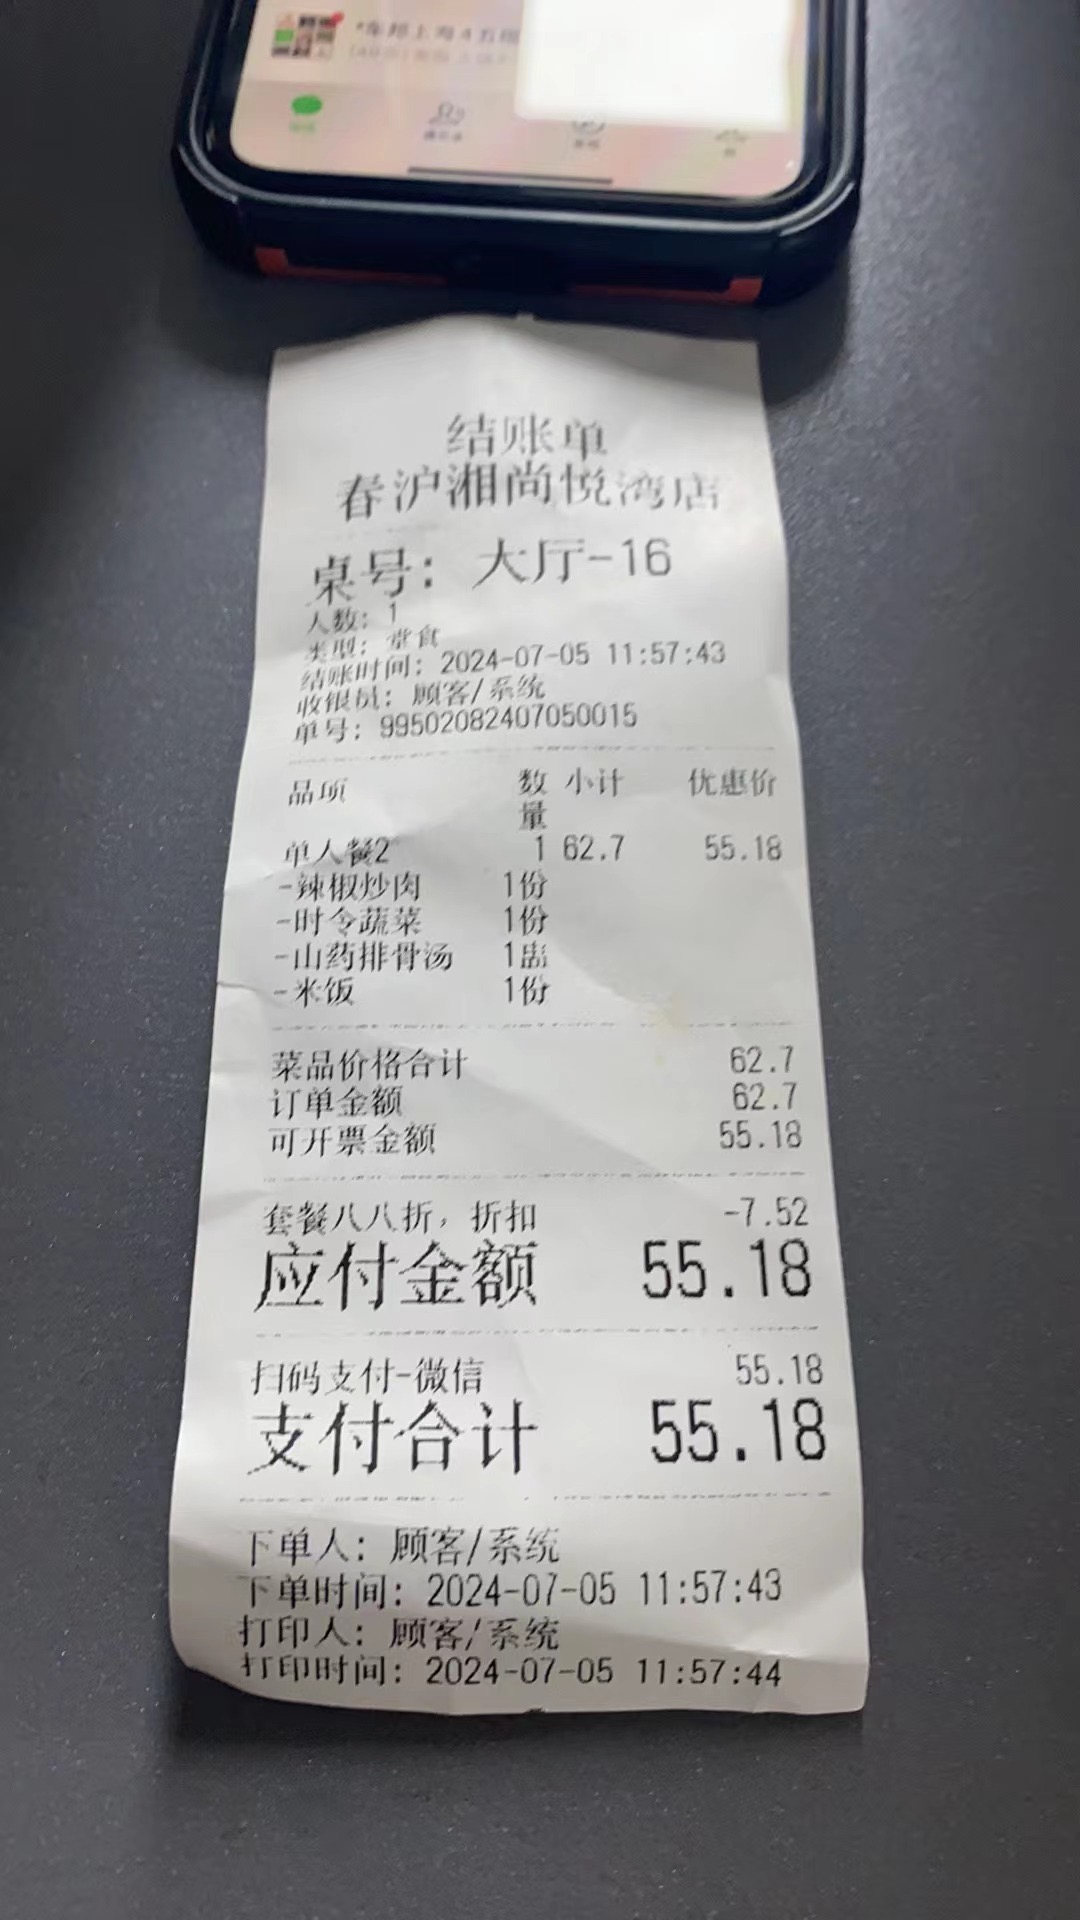 结账单
春沪湘尚悦湾店
桌号: 大厅-16
人数: 1
类型: 堂食
结账时间: 2024-07-05 11:57:43
收银员: 顾客/系统
单号: 99502082407050015
品项 数量 小计 优惠价
单人餐2 1 62.7 55.18
-辣椒炒肉 1份
-时令蔬菜 1份
-山药排骨汤 1盅
-米饭 1份
菜品价格合计 62.7
订单金额 62.7
可开票金额 55.18
套餐八八折, 折扣 -7.52
应付金额 55.18
扫码支付-微信 55.18
支付合计 55.18
下单人: 顾客/系统
下单时间: 2024-07-05 11:57:43
打印人: 顾客/系统
打印时间: 2024-07-05 11:57:44